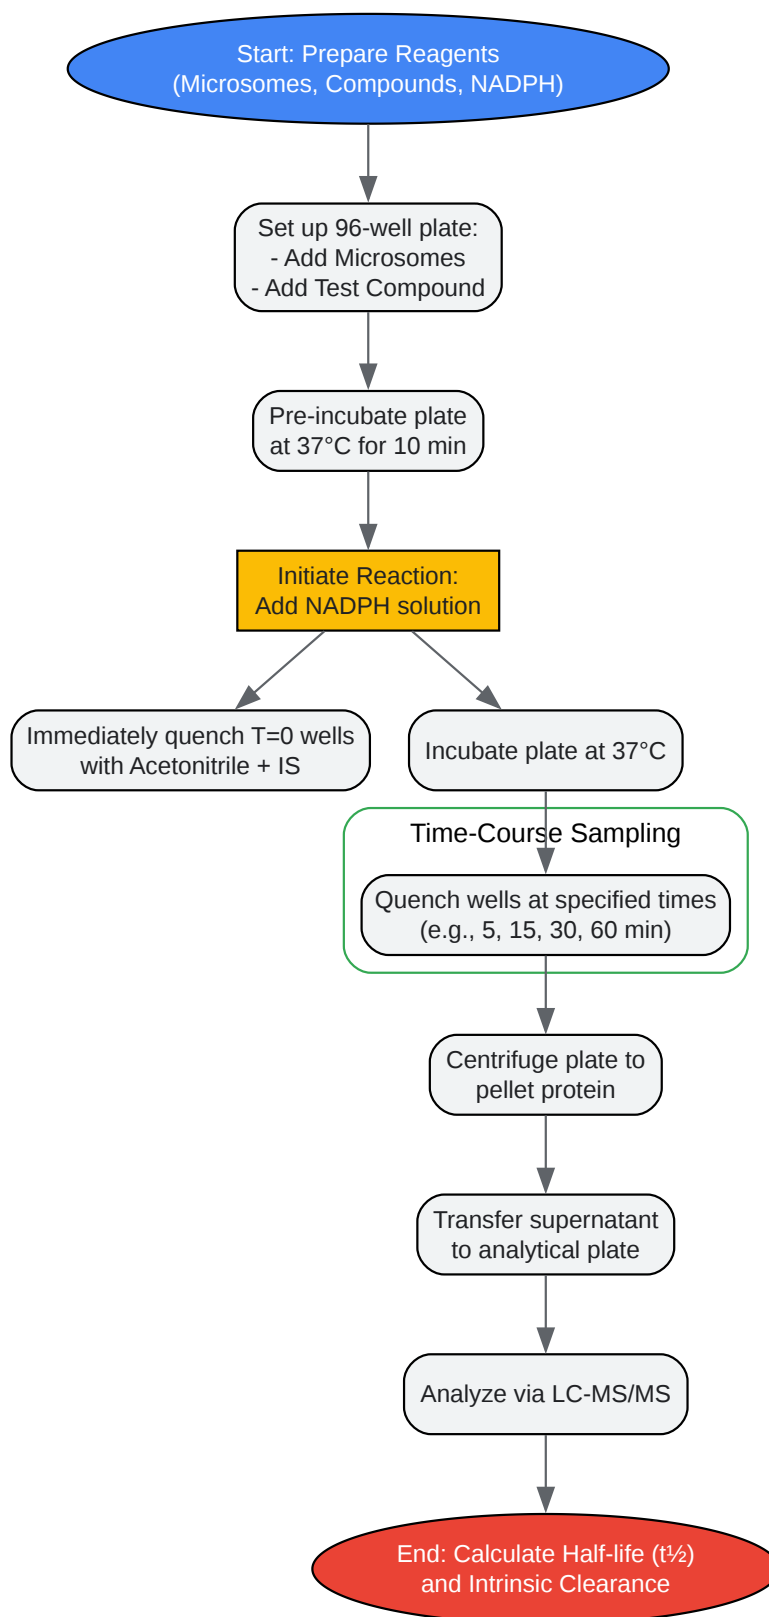 Start: Prepare Reagents
(Microsomes, Compounds, NADPH)
Set up 96-well plate:
- Add Microsomes
- Add Test Compound
Pre-incubate plate
at 37°C for 10 min
Initiate Reaction:
Add NADPH solution
Immediately quench T=0 wells
with Acetonitrile + IS
Incubate plate at 37°C
Time-Course Sampling
Quench wells at specified times
(e.g., 5, 15, 30, 60 min)
Centrifuge plate to
pellet protein
Transfer supernatant
to analytical plate
Analyze via LC-MS/MS
End: Calculate Half-life (t½)
and Intrinsic Clearance